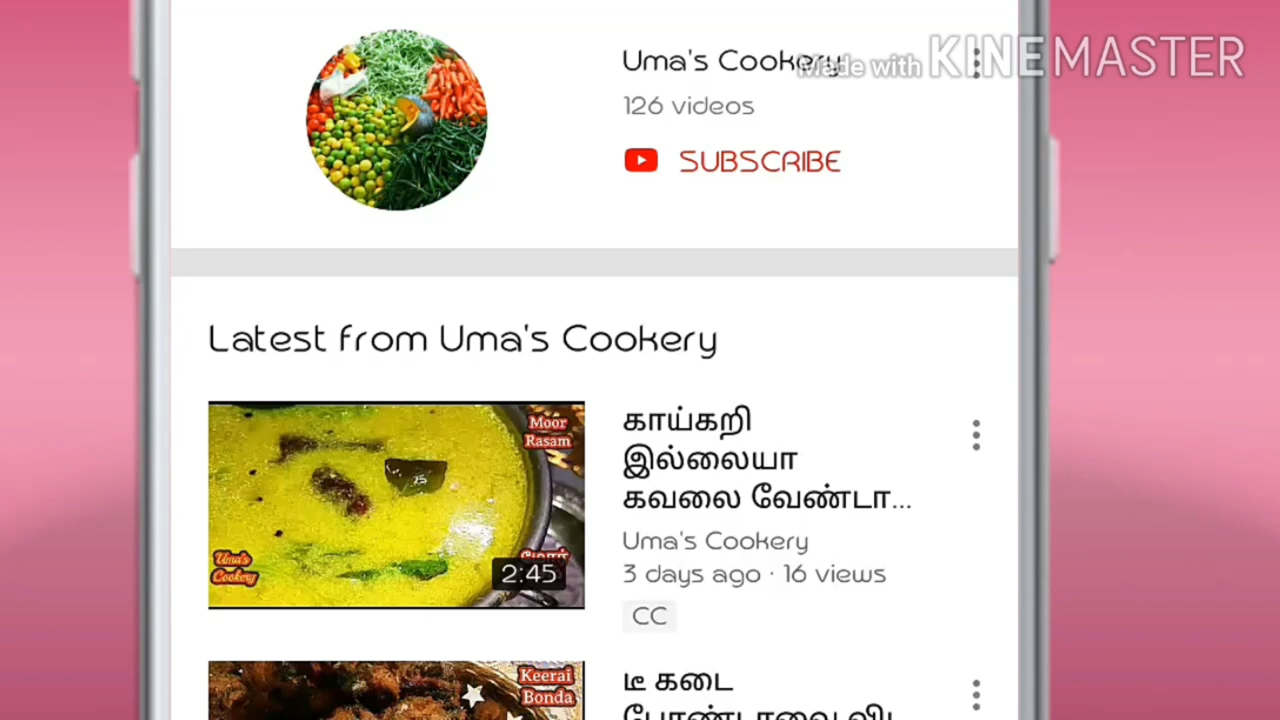 Uma's Cookery
Made with KINEMASTER
126 videos
SUBSCRIBE
Latest from Uma's Cookery
Moor
Rasam
Uma's
Cookery
மோர்
2:45
காய்கறி
இல்லையா
கவலை வேண்டா...
Uma's Cookery
3 days ago · 16 views
CC
Keerai
Bonda
டீ கடை